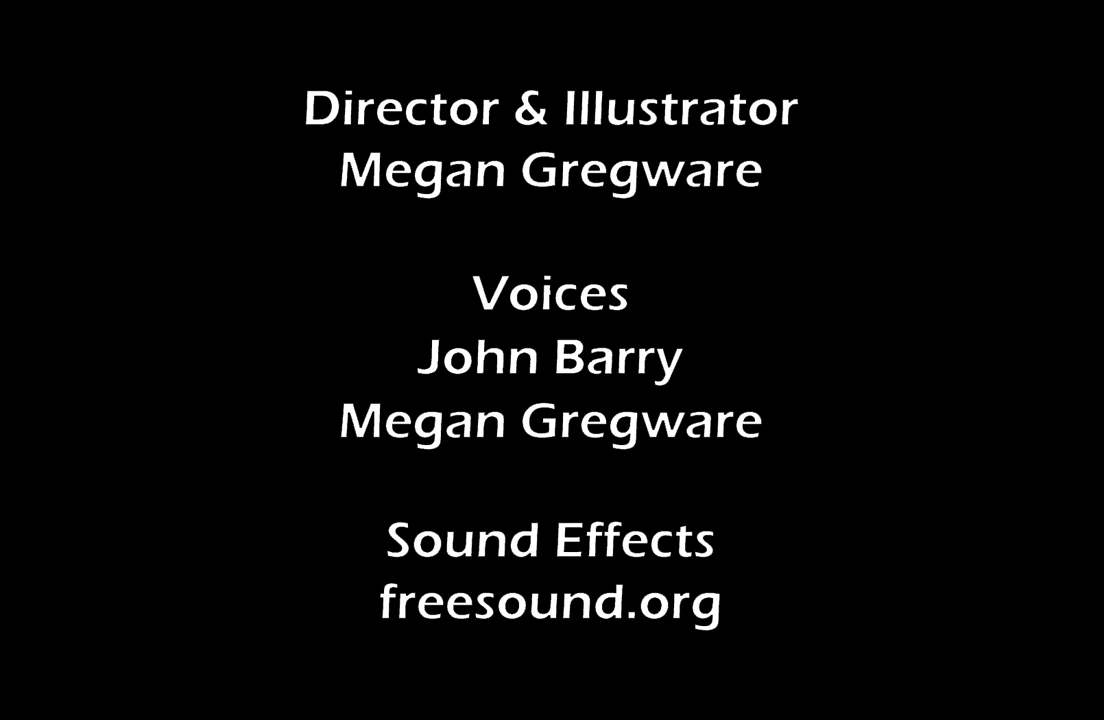 Director & Illustrator
Megan Gregware
Voices
John Barry
Megan Gregware
Sound Effects
freesound.org